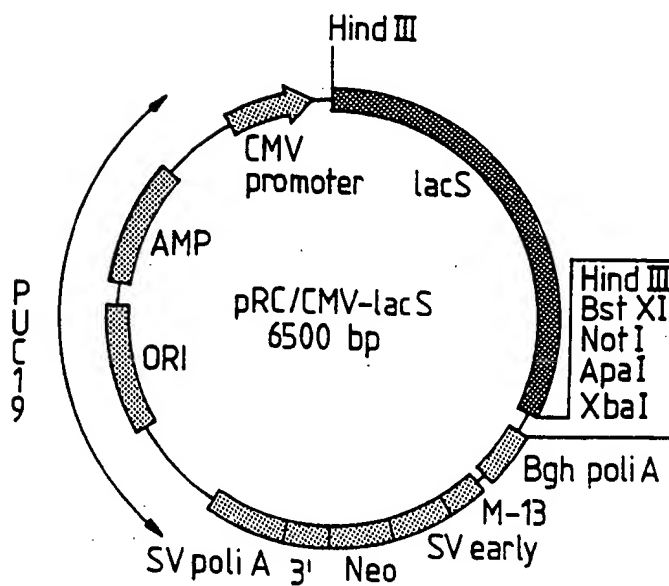 Hind III
CMV
promoter
lacS
AMP
pRC/CMV-lacS
6500 bp
ORI
PUC19
Hind III
Bst XI
Not I
Apa I
Xba I
Bgh poli A
M-13
SV early
Neo
3'
SV poli A